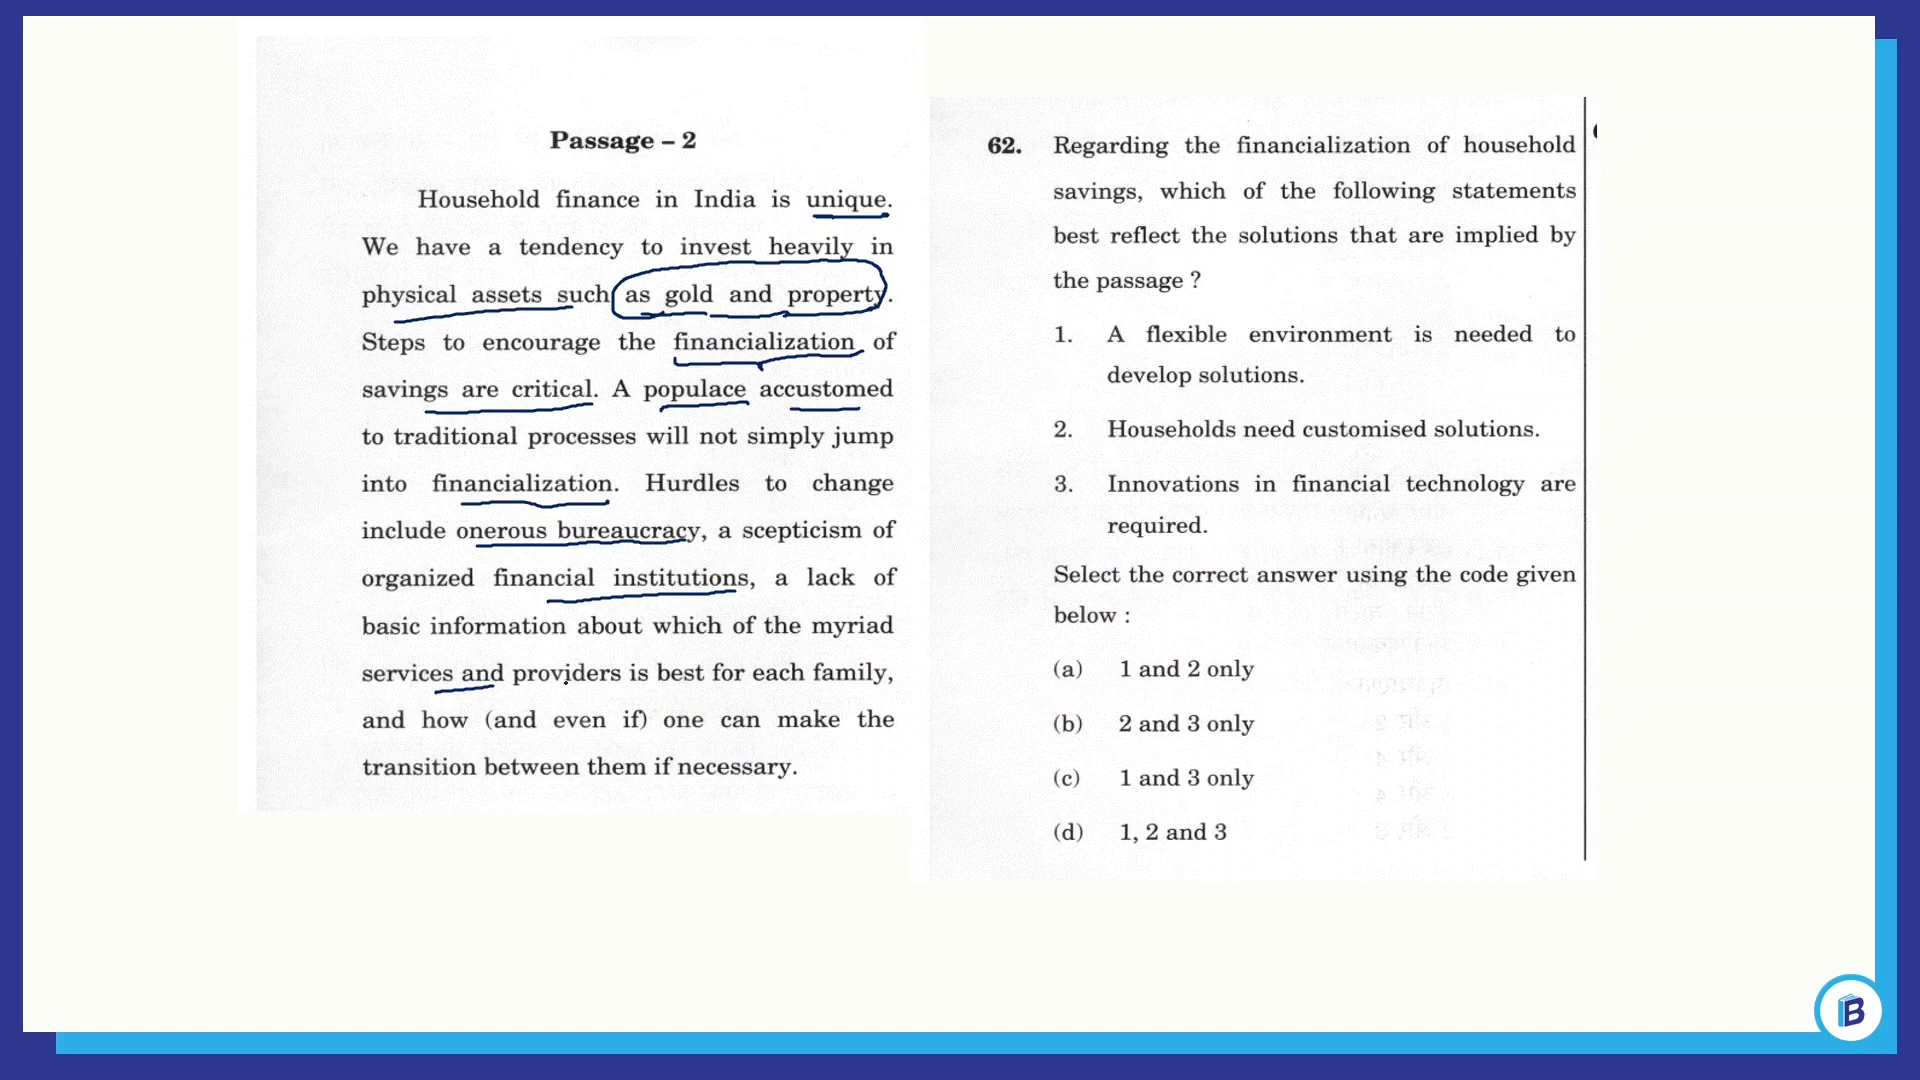 Passage – 2
Household finance in India is unique.
We have a tendency to invest heavily in
physical assets such as gold and property.
Steps to encourage the financialization of
savings are critical. A populace accustomed
to traditional processes will not simply jump
into financialization. Hurdles to change
include onerous bureaucracy, a scepticism of
organized financial institutions, a lack of
basic information about which of the myriad
services and providers is best for each family,
and how (and even if) one can make the
transition between them if necessary.
62. Regarding the financialization of household
savings, which of the following statements
best reflect the solutions that are implied by
the passage ?
1. A flexible environment is needed to
develop solutions.
2. Households need customised solutions.
3. Innovations in financial technology are
required.
Select the correct answer using the code given
below :
(a) 1 and 2 only
(b) 2 and 3 only
(c) 1 and 3 only
(d) 1, 2 and 3
B